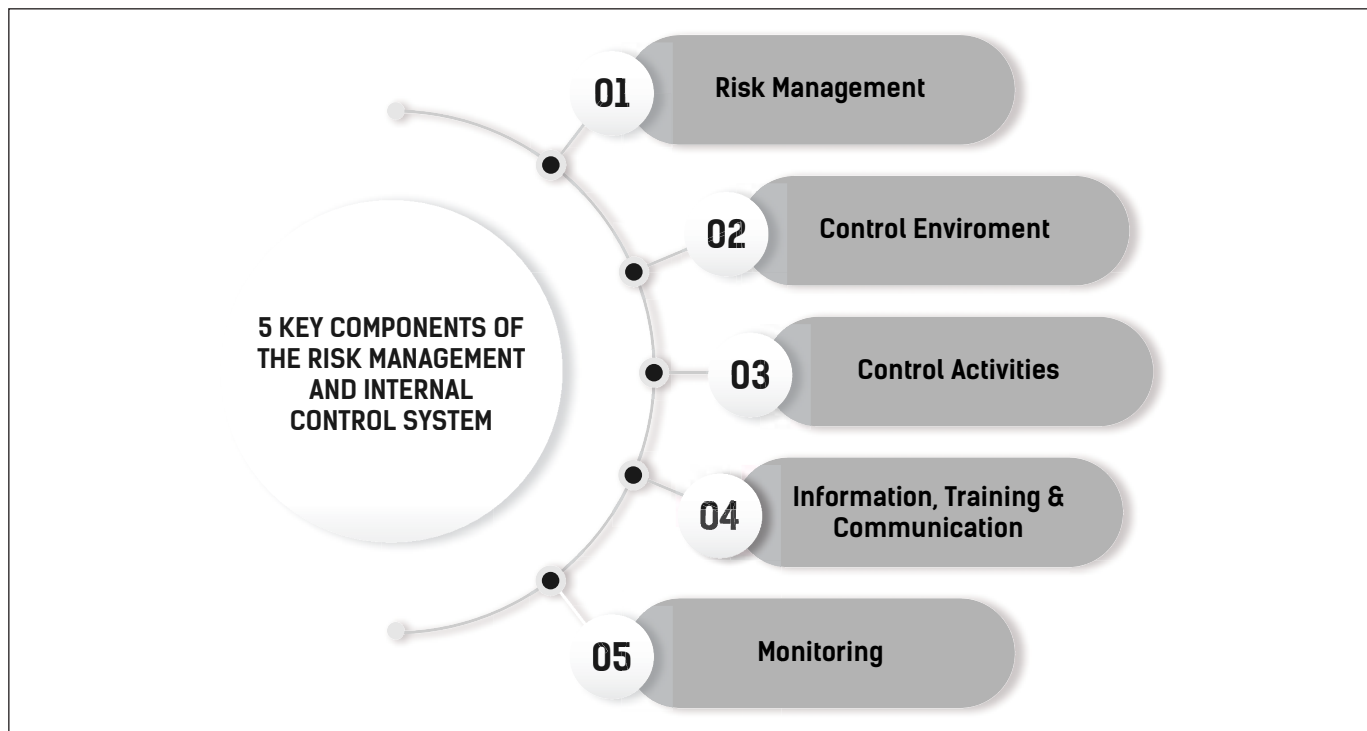 01
Risk Management
02
Control Enviroment
5 KEY COMPONENTS OF
THE RISK MANAGEMENT
AND INTERNAL
CONTROL SYSTEM
03
Control Activities
04
Information, Training &
Communication
05
Monitoring